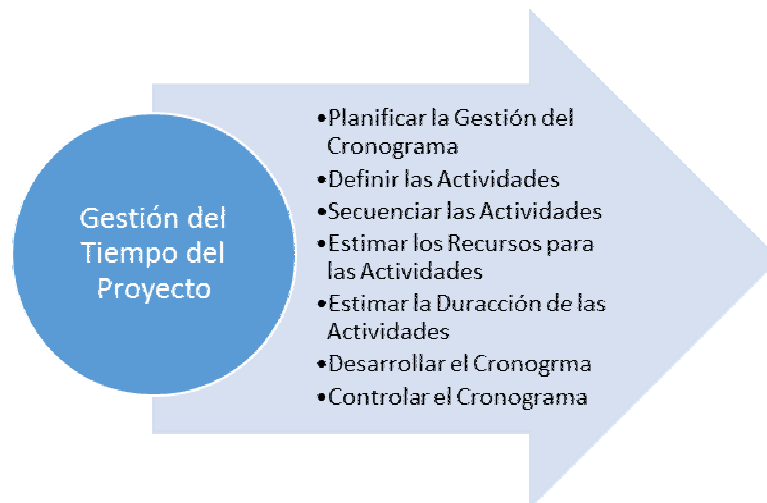 Gestión del
Tiempo del
Proyecto
•Planificar la Gestión del
Cronograma
•Definir las Actividades
•Secuenciar las Actividades
•Estimar los Recursos para
las Actividades
•Estimar la Duracción de las
Actividades
•Desarrollar el Cronogrma
•Controlar el Cronograma